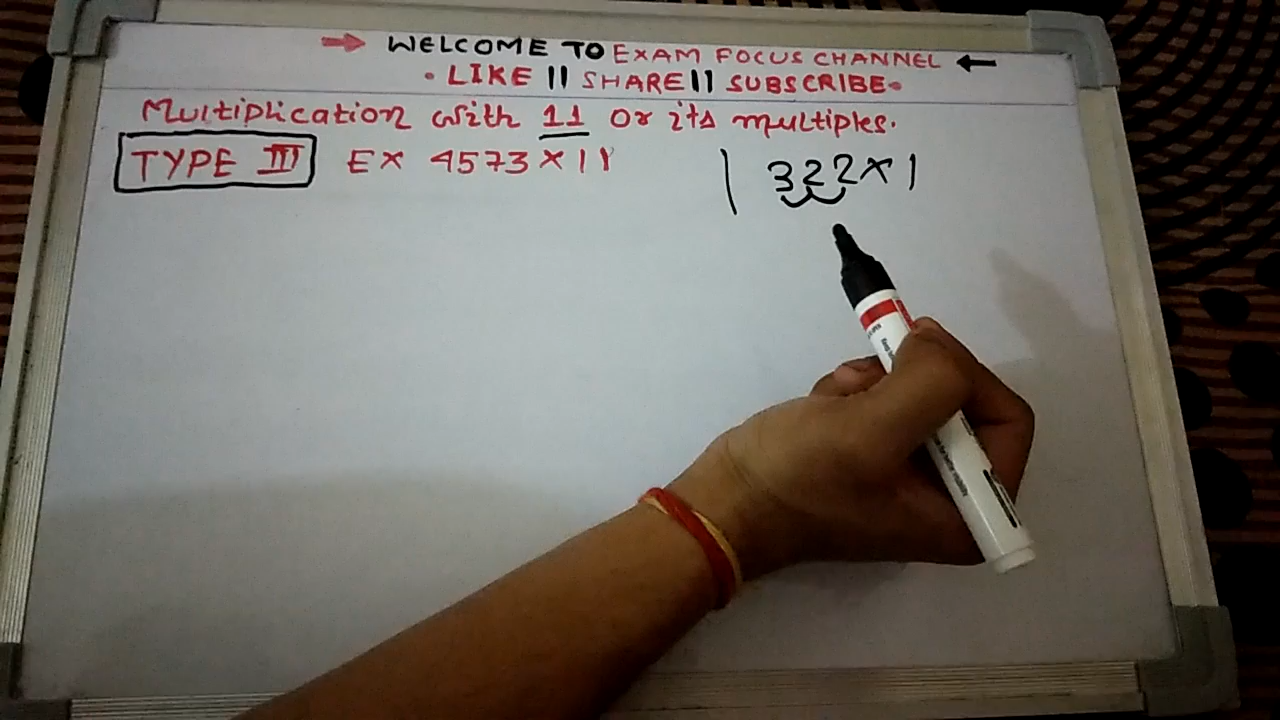 → WELCOME TO EXAM FOCUS CHANNEL ←
• LIKE || SHARE || SUBSCRIBE •
Multiplication with 11 or its multiples.
TYPE III EX 4573 × 11
| 322 × 1